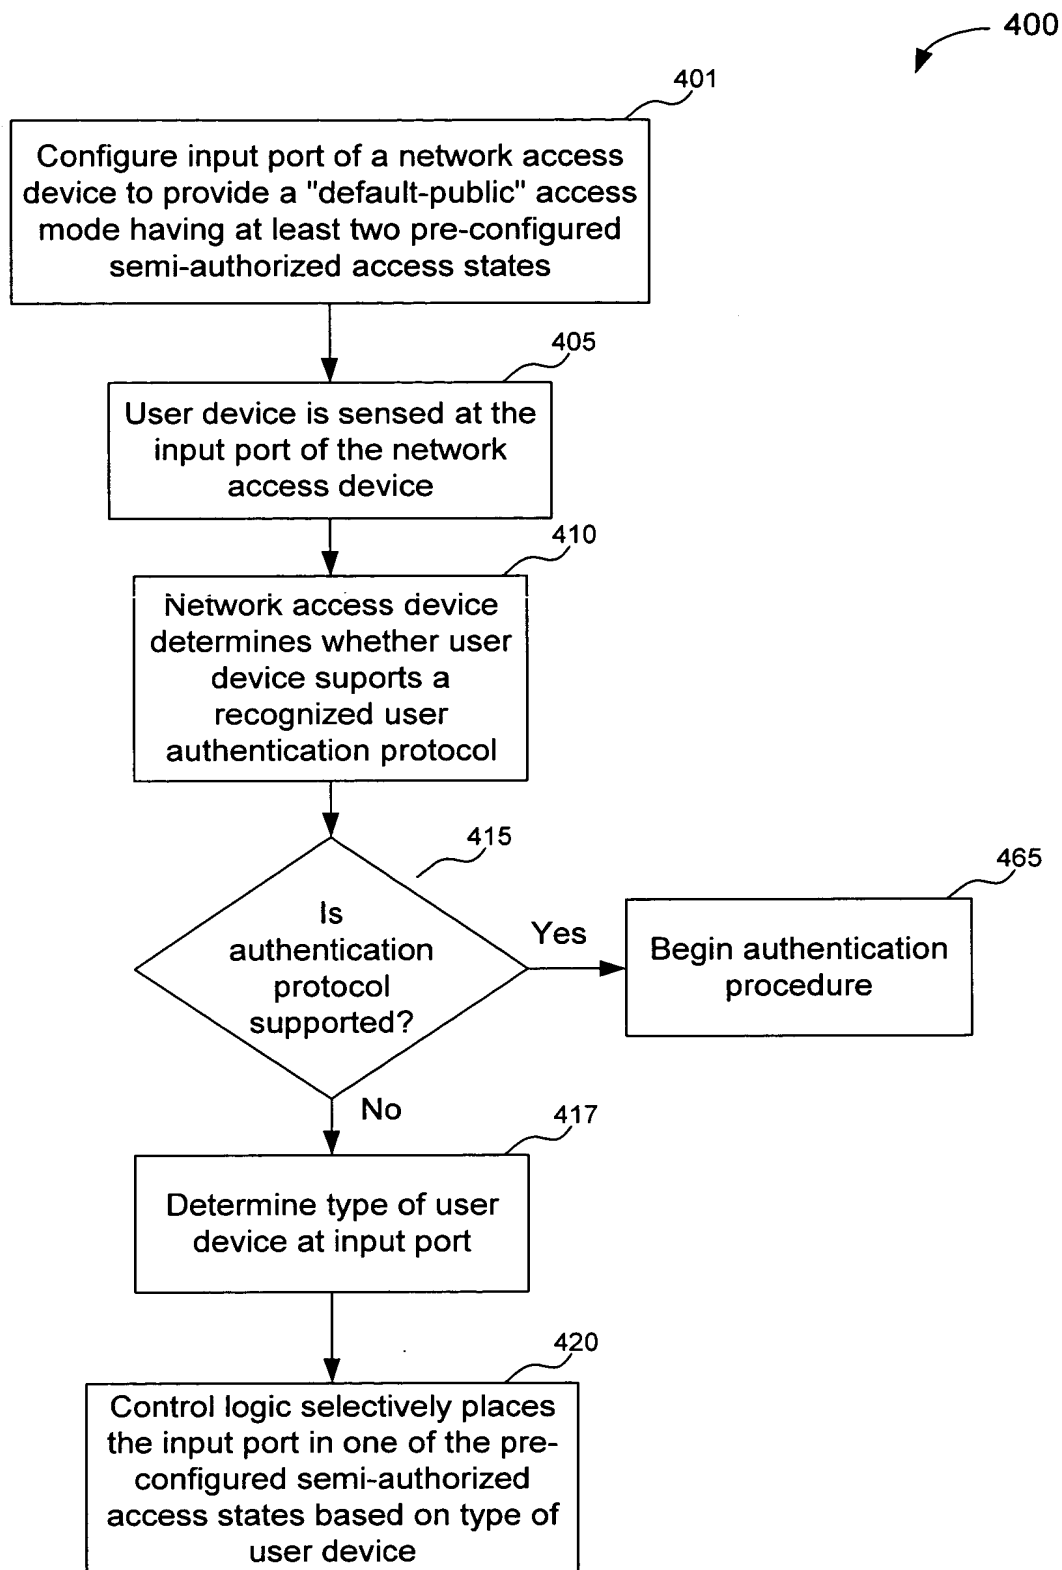 400
401
Configure input port of a network access
device to provide a "default-public" access
mode having at least two pre-configured
semi-authorized access states
405
User device is sensed at the
input port of the network
access device
410
Network access device
determines whether user
device suports a
recognized user
authentication protocol
415
Is
authentication
protocol
supported?
Yes
465
Begin authentication
procedure
No
417
Determine type of user
device at input port
420
Control logic selectively places
the input port in one of the pre-
configured semi-authorized
access states based on type of
user device